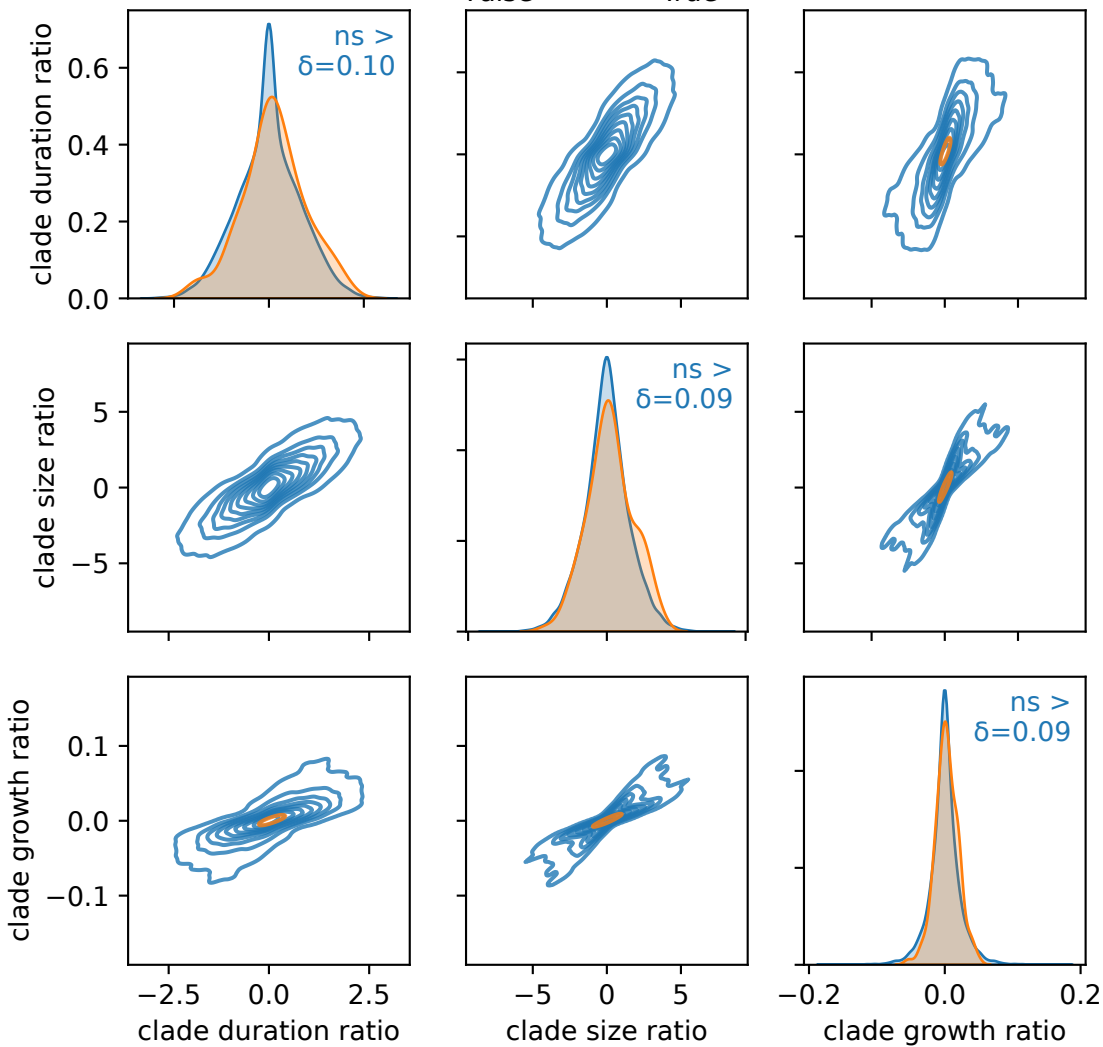 clade duration ratio
0.6
0.4
0.2
0.0
ns >
δ=0.10
clade size ratio
5
0
−5
ns >
δ=0.09
clade growth ratio
0.1
0.0
−0.1
ns >
δ=0.09
−2.5 0.0 2.5
−5 0 5
−0.2 0.0 0.2
clade duration ratio
clade size ratio
clade growth ratio